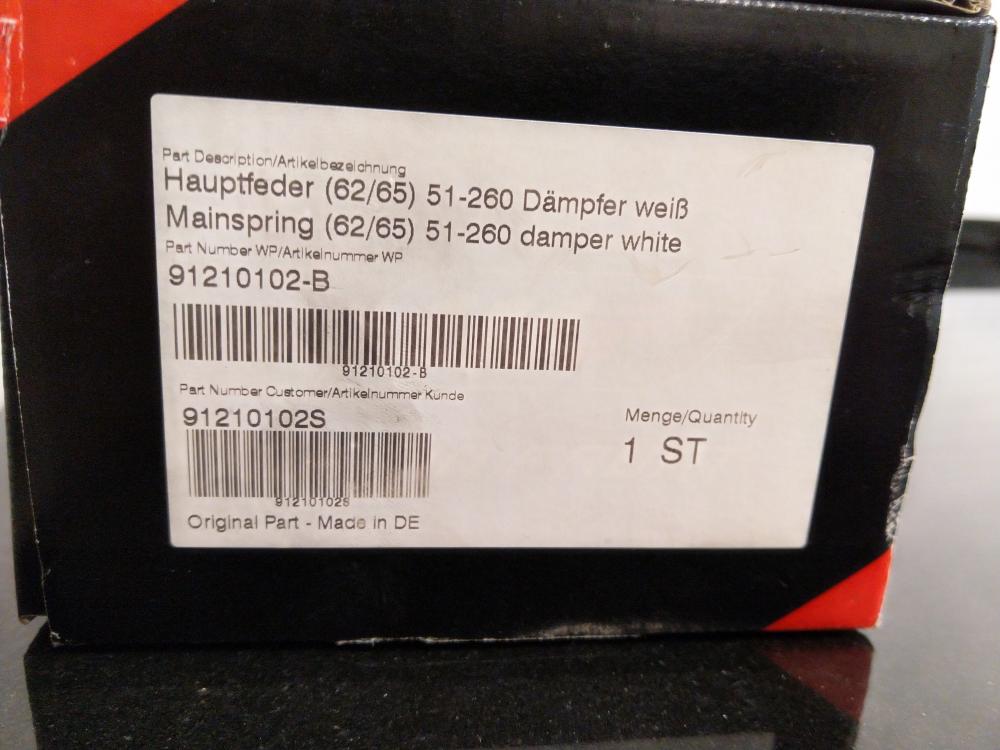 Part Description/Artikelbezeichnung
Hauptfeder (62/65) 51-260 Dämpfer weiß
Mainspring (62/65) 51-260 damper white
Part Number WP/Artikelnummer WP
91210102-B
91210102-B
Part Number Customer/Artikelnummer Kunde
91210102S
91210102S
Menge/Quantity
1 ST
Original Part - Made in DE